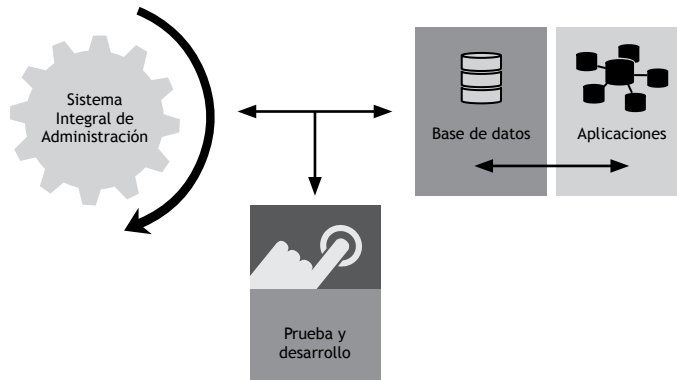 Sistema
Integral de
Administración
Base de datos
Aplicaciones
Prueba y
desarrollo